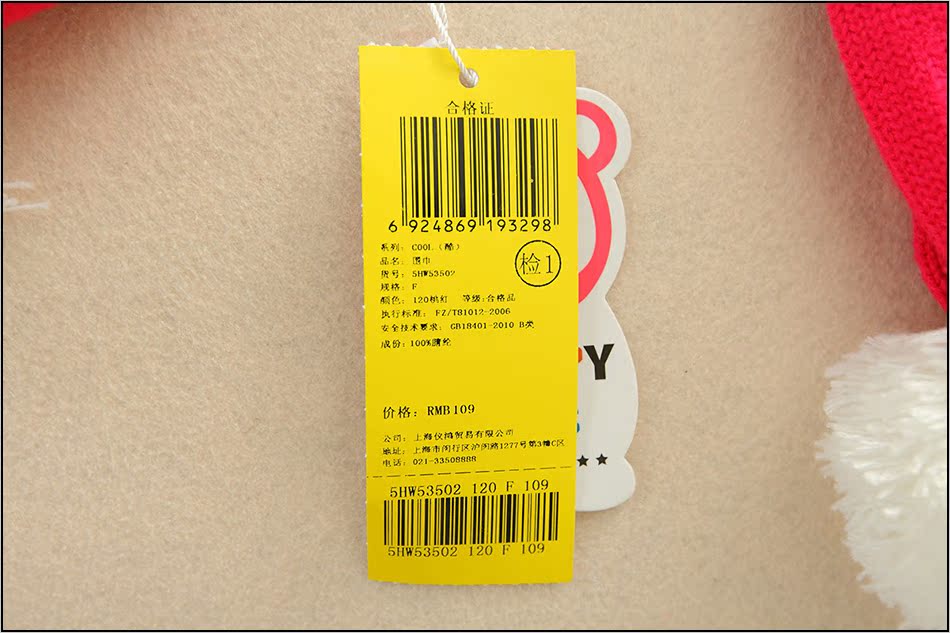 合格证
6 924869 193298
系列: COOL (酷)
品名: 围巾
货号: 5HW53502
检1
规格: F
颜色: 120桃红 等级:合格品
执行标准: FZ/T81012-2006
安全技术要求: GB18401-2010 B类
成份:100%腈纶
价格: RMB109
公司: 上海仪鸿贸易有限公司
地址: 上海市闵行区沪闵路1277号第3幢C区
电话: 021-33508888
5HW53502 120 F 109
5HW53502 120 F 109
Y